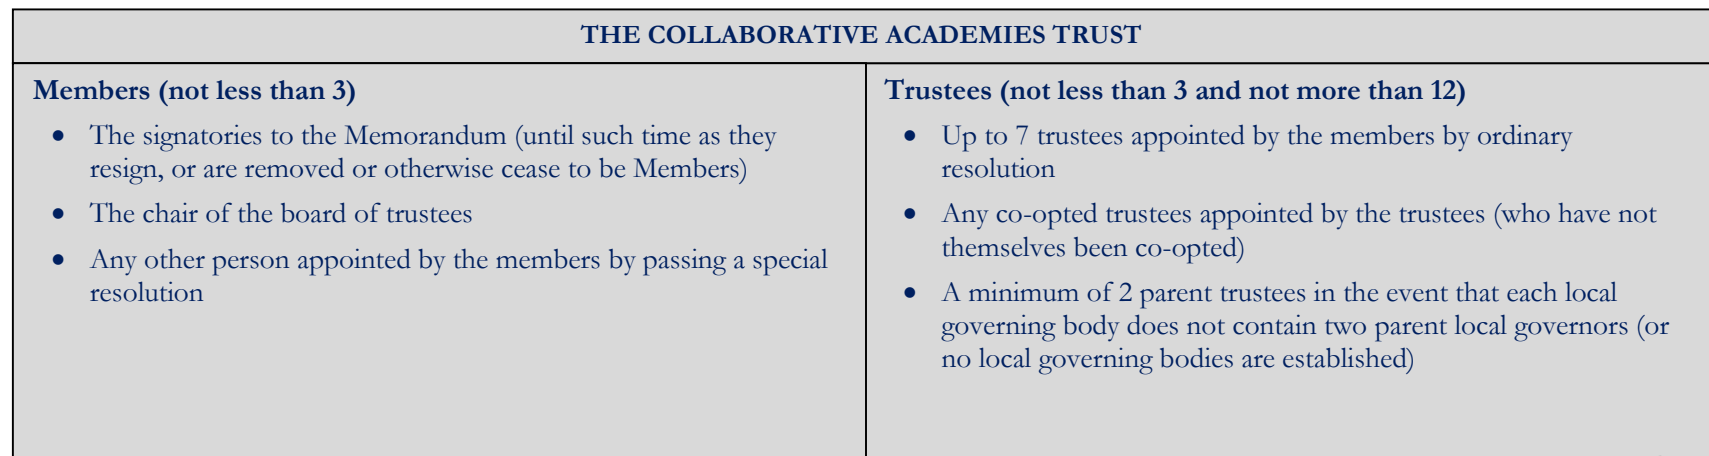 THE COLLABORATIVE ACADEMIES TRUST
Members (not less than 3)
• The signatories to the Memorandum (until such time as they
resign, or are removed or otherwise cease to be Members)
• The chair of the board of trustees
• Any other person appointed by the members by passing a special
resolution
Trustees (not less than 3 and not more than 12)
• Up to 7 trustees appointed by the members by ordinary
resolution
• Any co-opted trustees appointed by the trustees (who have not
themselves been co-opted)
• A minimum of 2 parent trustees in the event that each local
governing body does not contain two parent local governors (or
no local governing bodies are established)